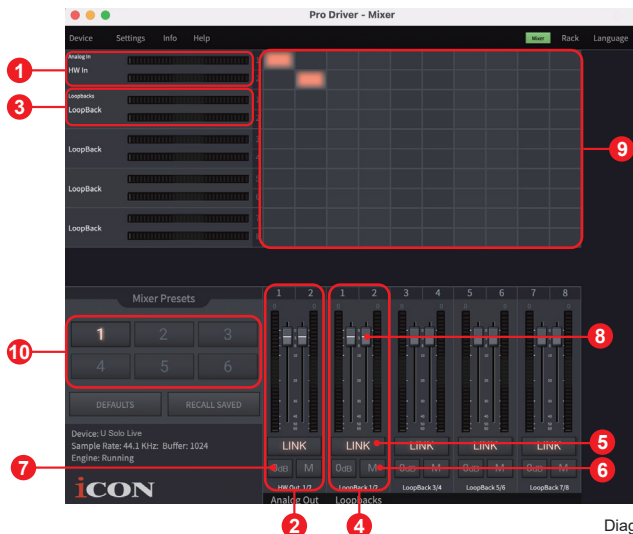 Pro Driver - Mixer
Device Settings Info Help Mixer Rack Language
Analog In
HW In
1
Loopbacks
LoopBack
3
LoopBack
LoopBack
LoopBack
9
1 2 1 2 3 4 5 6 7 8
Mixer Presets
1 2 3
4 5 6
10
8
DEFAULTS RECALL SAVED
Device: U Solo Live
Sample Rate: 44.1 KHz: Buffer: 1024
Engine: Running
iCON
LINK LINK LINK LINK LINK
5
7
0dB M 0dB M 0dB M 0dB M 0dB M
6
HW Out 1/2 LoopBack 1/2 LoopBack 3/4 LoopBack 5/6 LoopBack 7/8
Analog Out Loopbacks
2 4
Diag